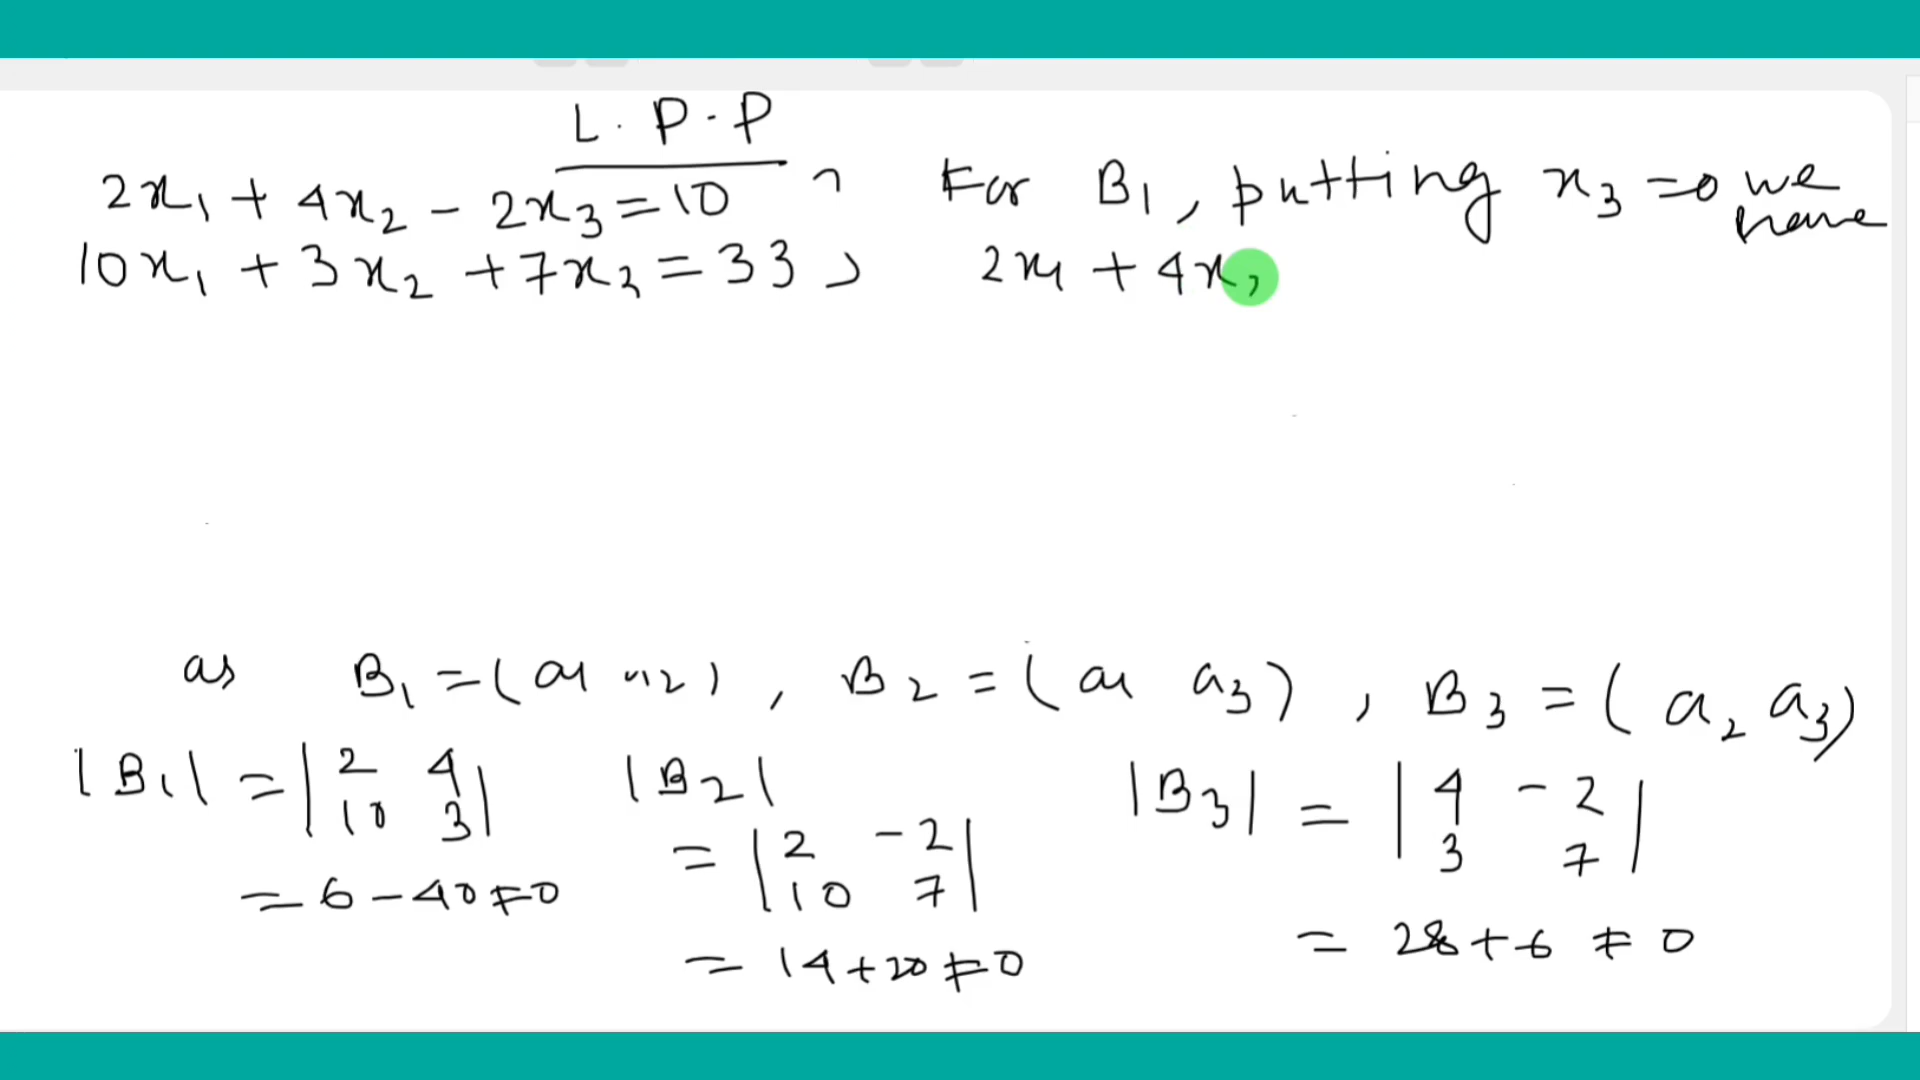 L.P.P
2x₁ + 4x₂ - 2x₃ = 10 ,
10x₁ + 3x₂ + 7x₃ = 33 ,
For B₁, putting x₃ = 0 we
have
2x₁ + 4x₂
as B₁ = (a₁ a₂) , B₂ = (a₁ a₃) , B₃ = (a₂ a₃)
|B₁| = |2 4|
|10 3|
= 6 - 40 ≠ 0
|B₂|
= |2 -2|
|10 7|
= 14 + 20 ≠ 0
|B₃| = |4 -2|
|3 7|
= 28 + 6 ≠ 0